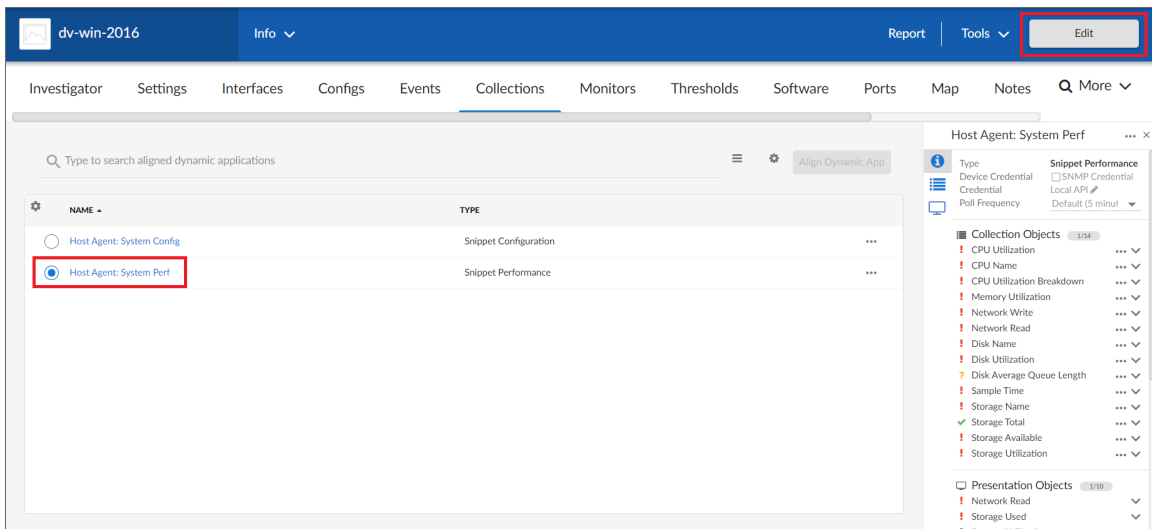 dv-win-2016 Info Report Tools Edit
Investigator Settings Interfaces Configs Events Collections Monitors Thresholds Software Ports Map Notes More
Type to search aligned dynamic applications Align Dynamic App
NAME TYPE
Host Agent: System Config Snippet Configuration
Host Agent: System Perf Snippet Performance
Host Agent: System Perf
Type Snippet Performance
Device Credential SNMP Credential
Credential Local API
Poll Frequency Default (5 minut
Collection Objects 1/14
CPU Utilization
CPU Name
CPU Utilization Breakdown
Memory Utilization
Network Write
Network Read
Disk Name
Disk Utilization
Disk Average Queue Length
Sample Time
Storage Name
Storage Total
Storage Available
Storage Utilization
Presentation Objects 1/10
Network Read
Storage Used